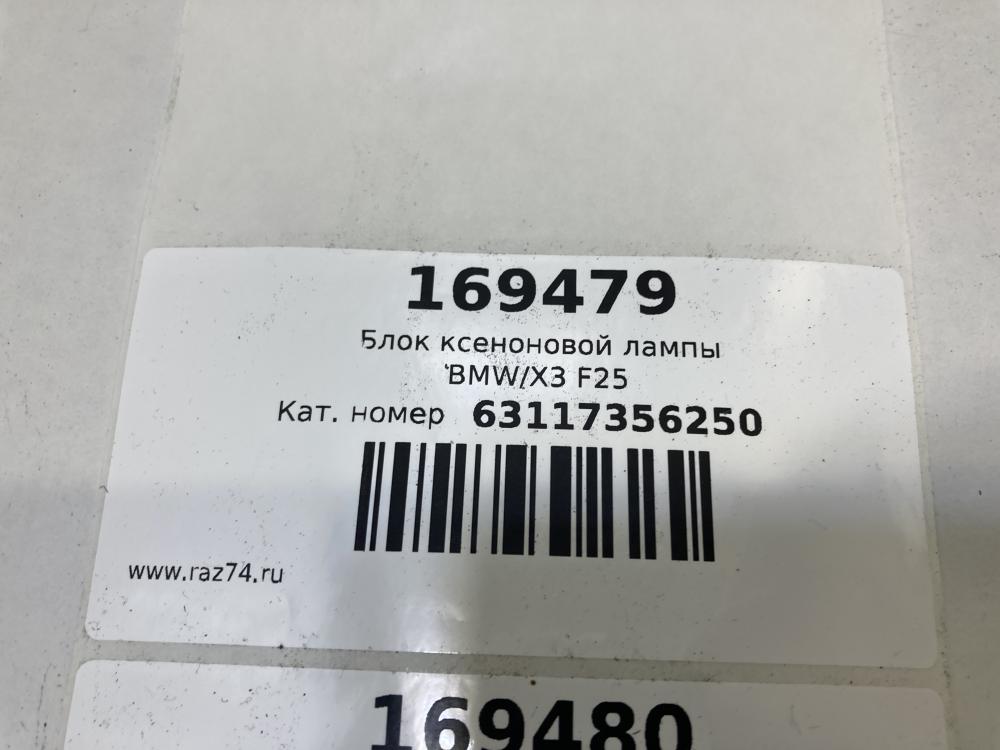 169479
Блок ксеноновой лампы
BMW/X3 F25
Кат. номер 63117356250
www.raz74.ru
169480